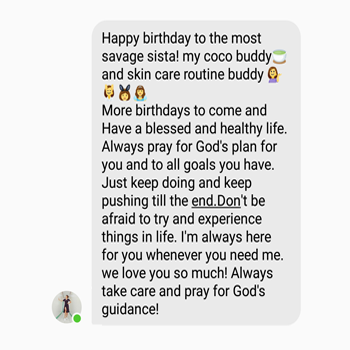 Happy birthday to the most
savage sista! my coco buddy🍵
and skin care routine buddy 💁‍♀️
👸👯‍♀️💆‍♀️
More birthdays to come and
Have a blessed and healthy life.
Always pray for God's plan for
you and to all goals you have.
Just keep doing and keep
pushing till the end.Don't be
afraid to try and experience
things in life. I'm always here
for you whenever you need me.
we love you so much! Always
take care and pray for God's
guidance!